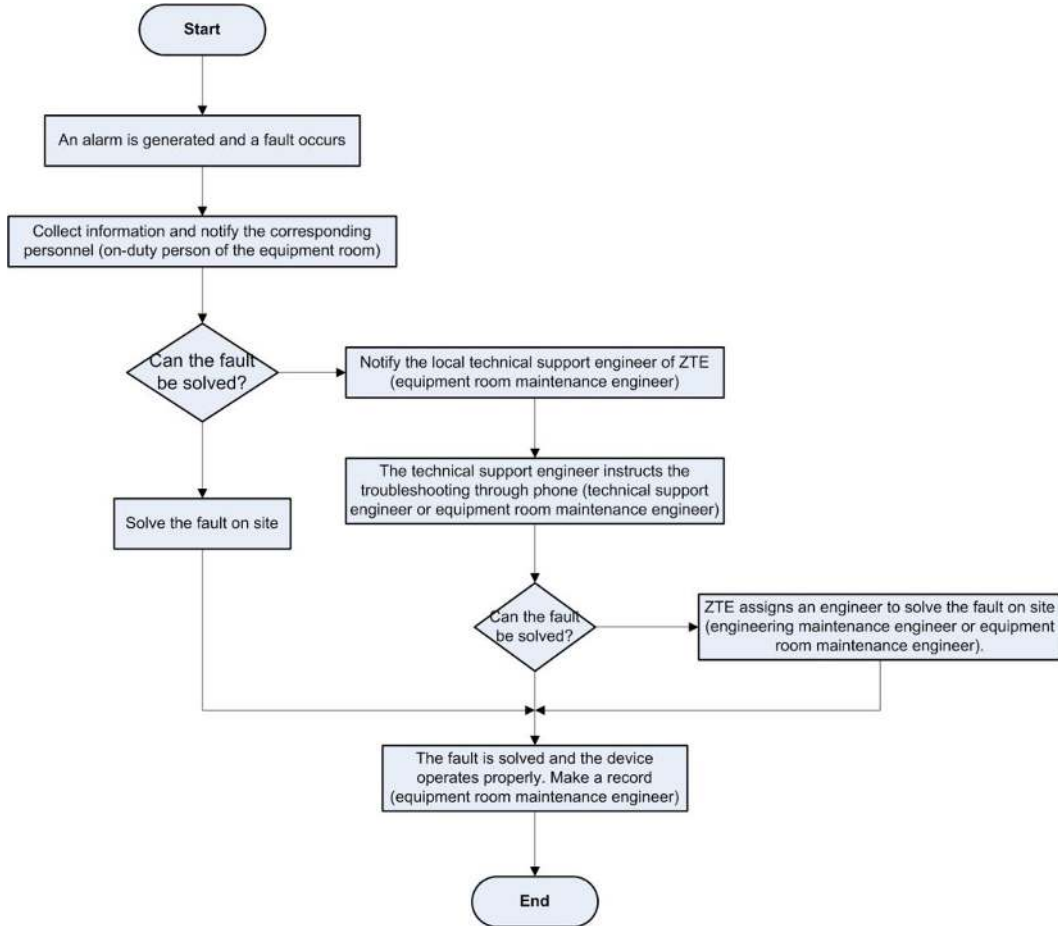 Start
An alarm is generated and a fault occurs
Collect information and notify the corresponding
personnel (on-duty person of the equipment room)
Can the fault
be solved?
Notify the local technical support engineer of ZTE
(equipment room maintenance engineer)
The technical support engineer instructs the
troubleshooting through phone (technical support
engineer or equipment room maintenance engineer)
Solve the fault on site
Can the fault
be solved?
ZTE assigns an engineer to solve the fault on site
(engineering maintenance engineer or equipment
room maintenance engineer).
The fault is solved and the device
operates properly. Make a record
(equipment room maintenance engineer)
End